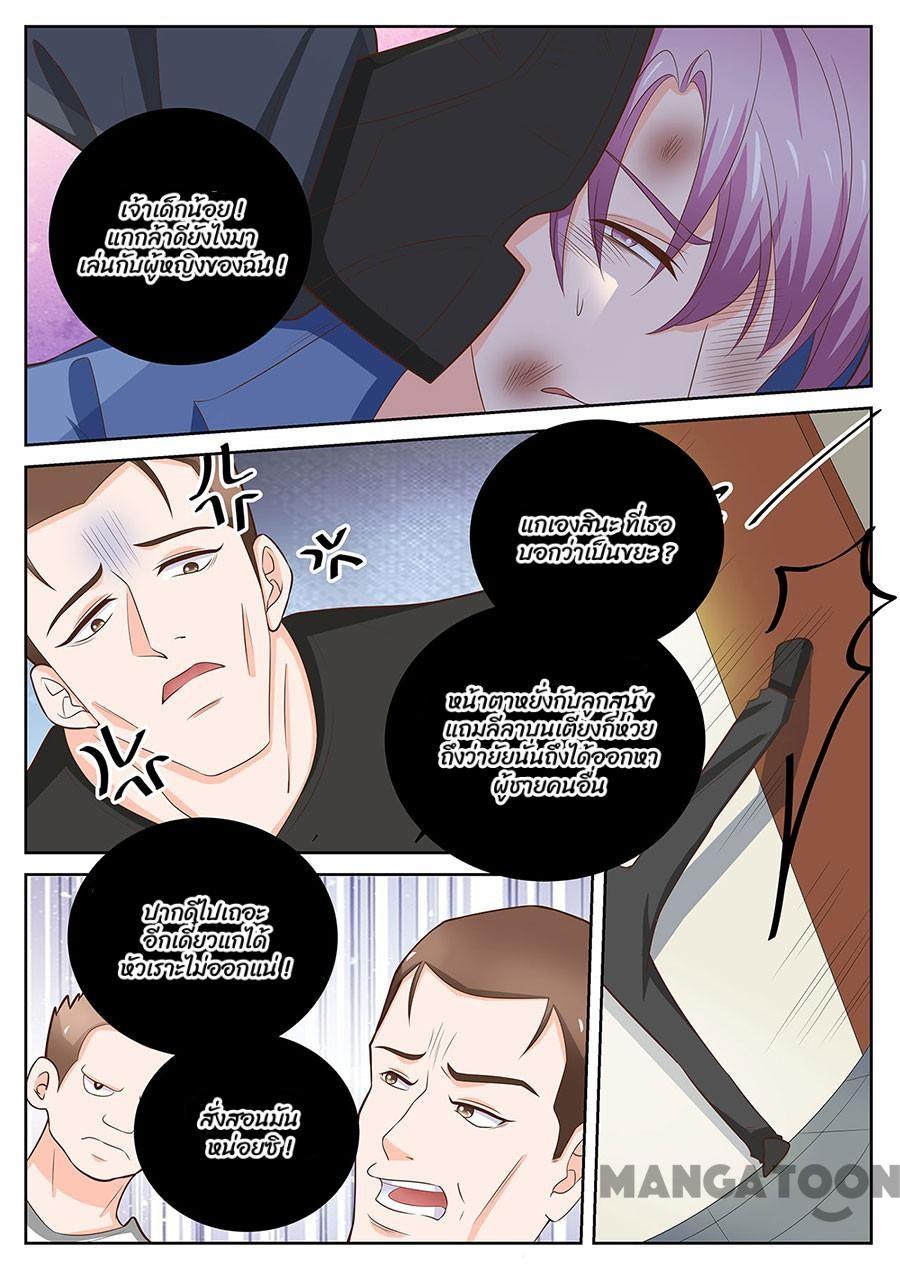 เจ้าเด็กน้อย !
แกกล้าดียังไงมา
เล่นกับผู้หญิงของฉัน !
แกเองสินะ ที่เธอ
บอกว่าเป็นขยะ ?
หน้าตาหยั่งกับลูกสุนัข
แถมลีลาบนเตียงก็ห่วย
ถึงว่ายัยนั่นถึงได้ออกหา
ผู้ชายคนอื่น
ปากดีไปเถอะ
อีกเดี๋ยวแกได้
หัวเราะไม่ออกแน่ !
สั่งสอนมัน
หน่อยซิ !
MANGATOON